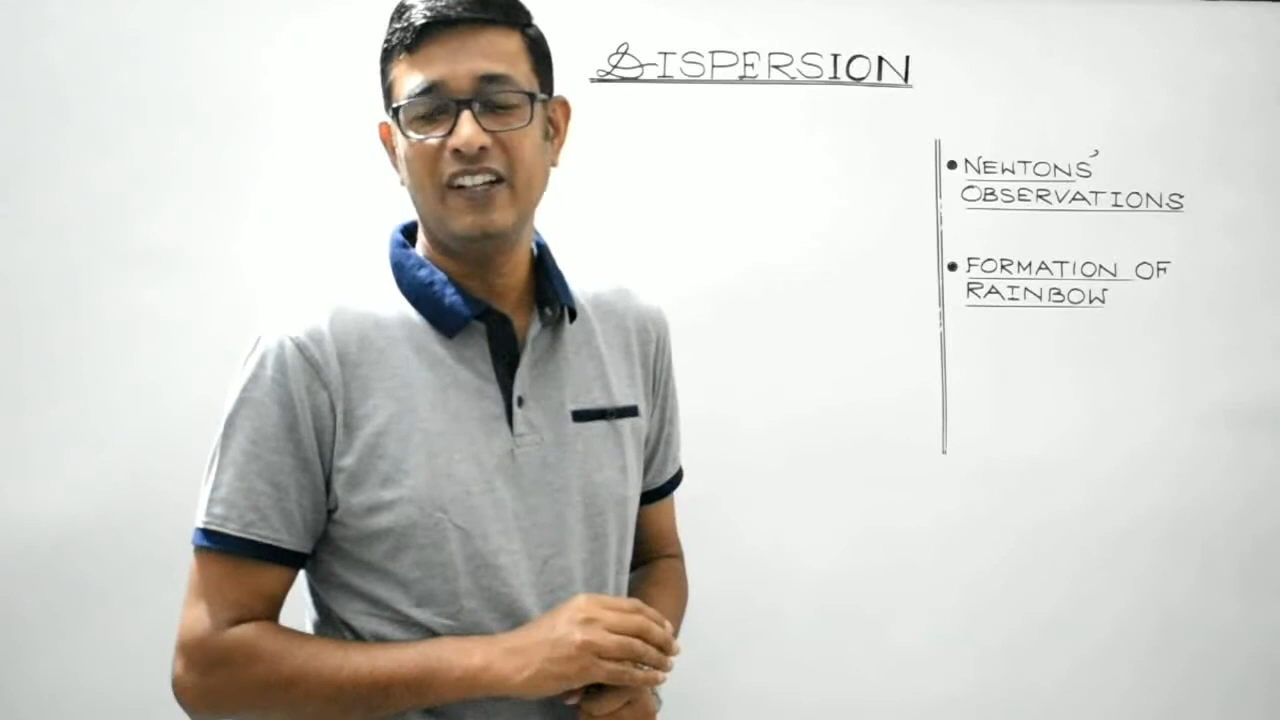 DISPERSION
• NEWTONS'
OBSERVATIONS
• FORMATION OF
RAINBOW